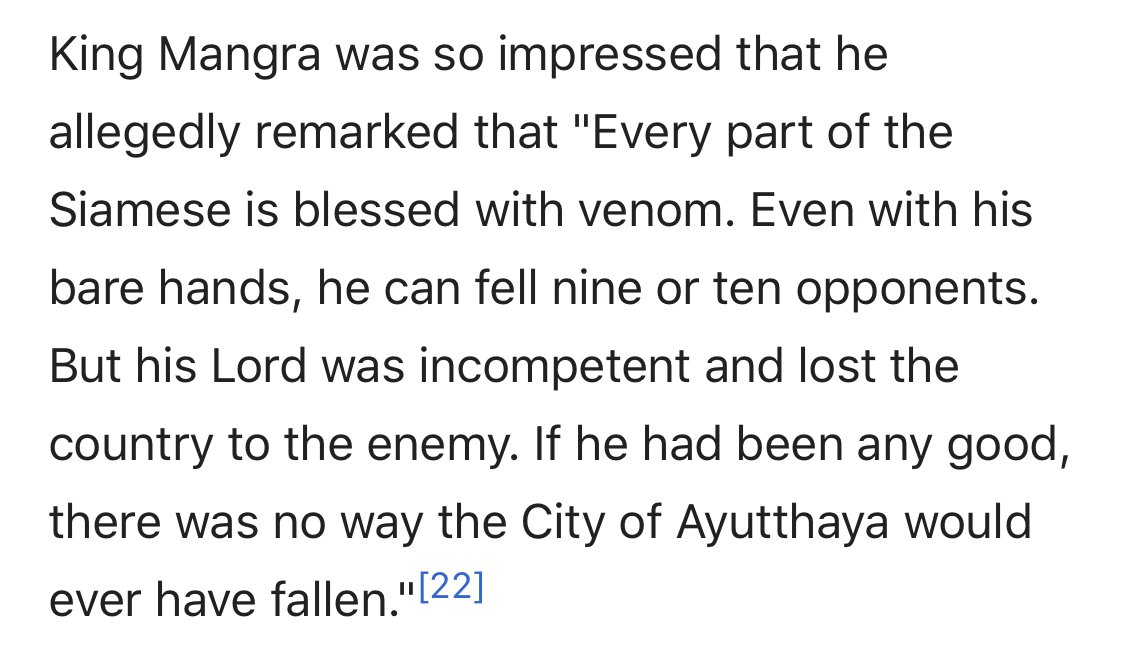 King Mangra was so impressed that he
allegedly remarked that "Every part of the
Siamese is blessed with venom. Even with his
bare hands, he can fell nine or ten opponents.
But his Lord was incompetent and lost the
country to the enemy. If he had been any good,
there was no way the City of Ayutthaya would
ever have fallen."[22]